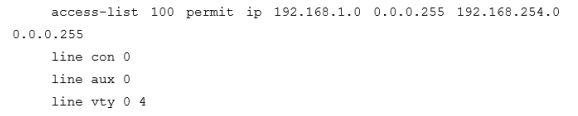 access-list 100 permit ip 192.168.1.0 0.0.0.255 192.168.254.0
0.0.0.255
line con 0
line aux 0
line vty 0 4